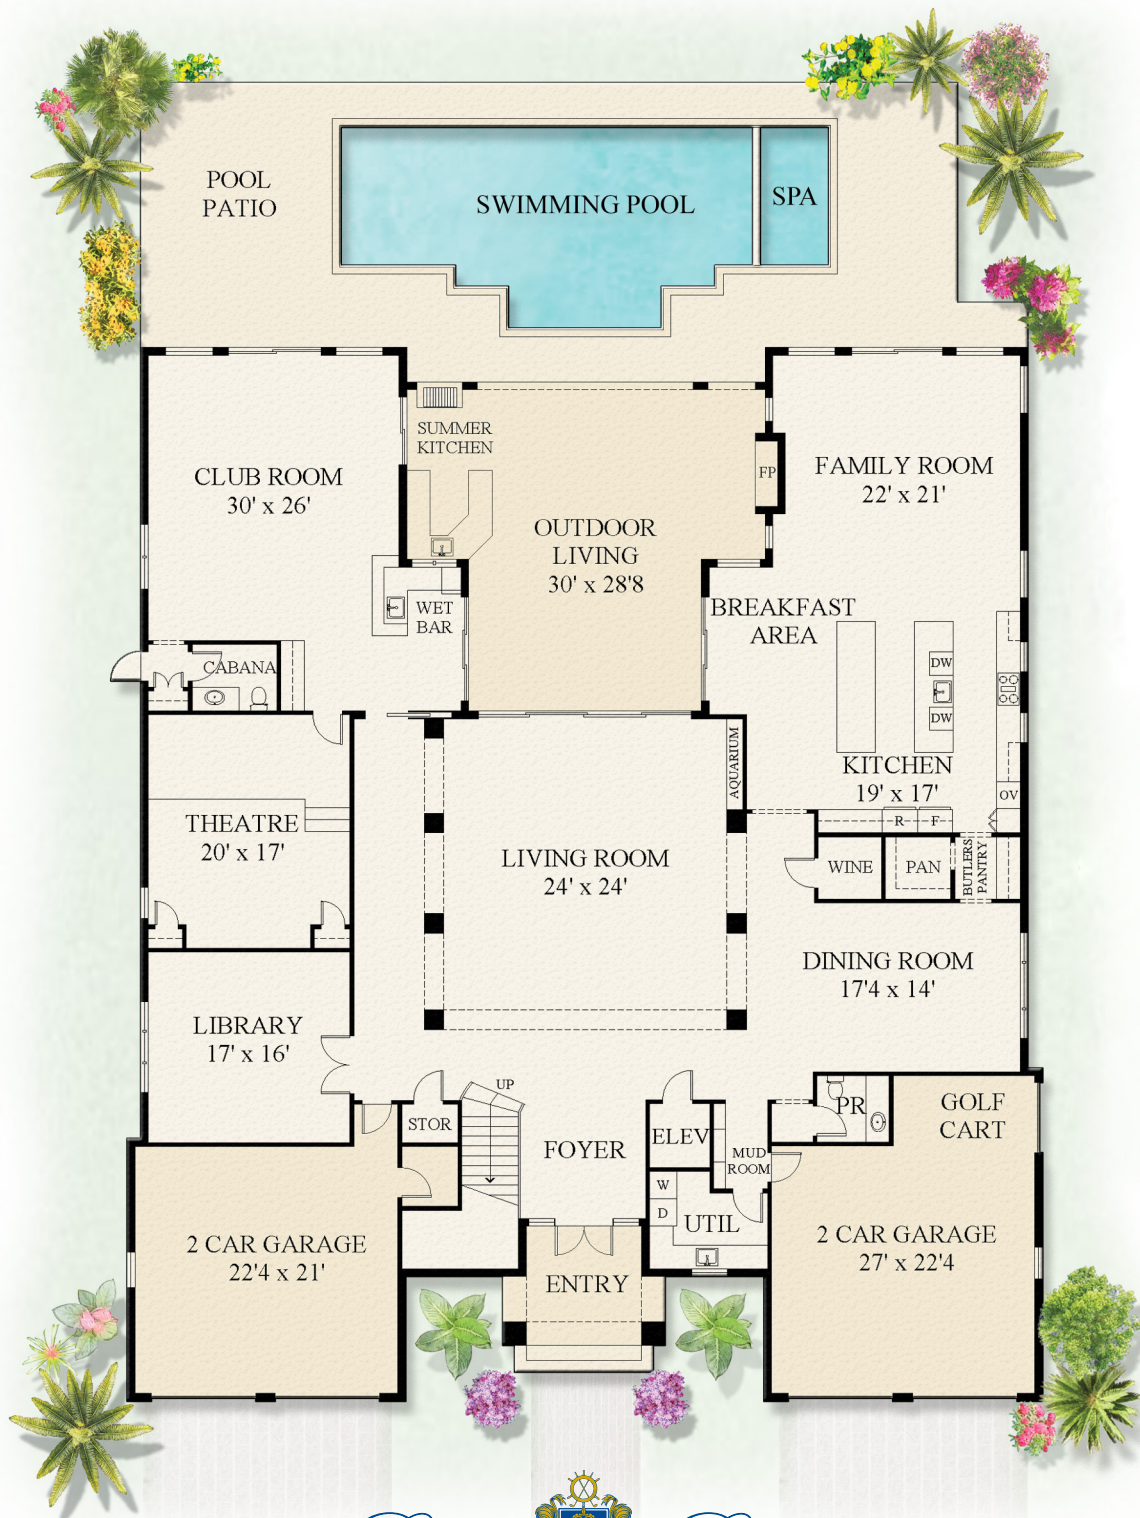 POOL
PATIO
SWIMMING POOL
SPA
SUMMER
KITCHEN
CLUB ROOM
30' x 26'
FP
FAMILY ROOM
22' x 21'
OUTDOOR
LIVING
30' x 28'8
WET
BAR
BREAKFAST
AREA
CABANA
DW
DW
AQUARIUM
KITCHEN
19' x 17'
OV
R
F
THEATRE
20' x 17'
LIVING ROOM
24' x 24'
WINE
PAN
BUTLERS
PANTRY
DINING ROOM
17'4 x 14'
LIBRARY
17' x 16'
UP
STOR
FOYER
ELEV
MUD
ROOM
PR
GOLF
CART
W
D
UTIL
2 CAR GARAGE
22'4 x 21'
ENTRY
2 CAR GARAGE
27' x 22'4